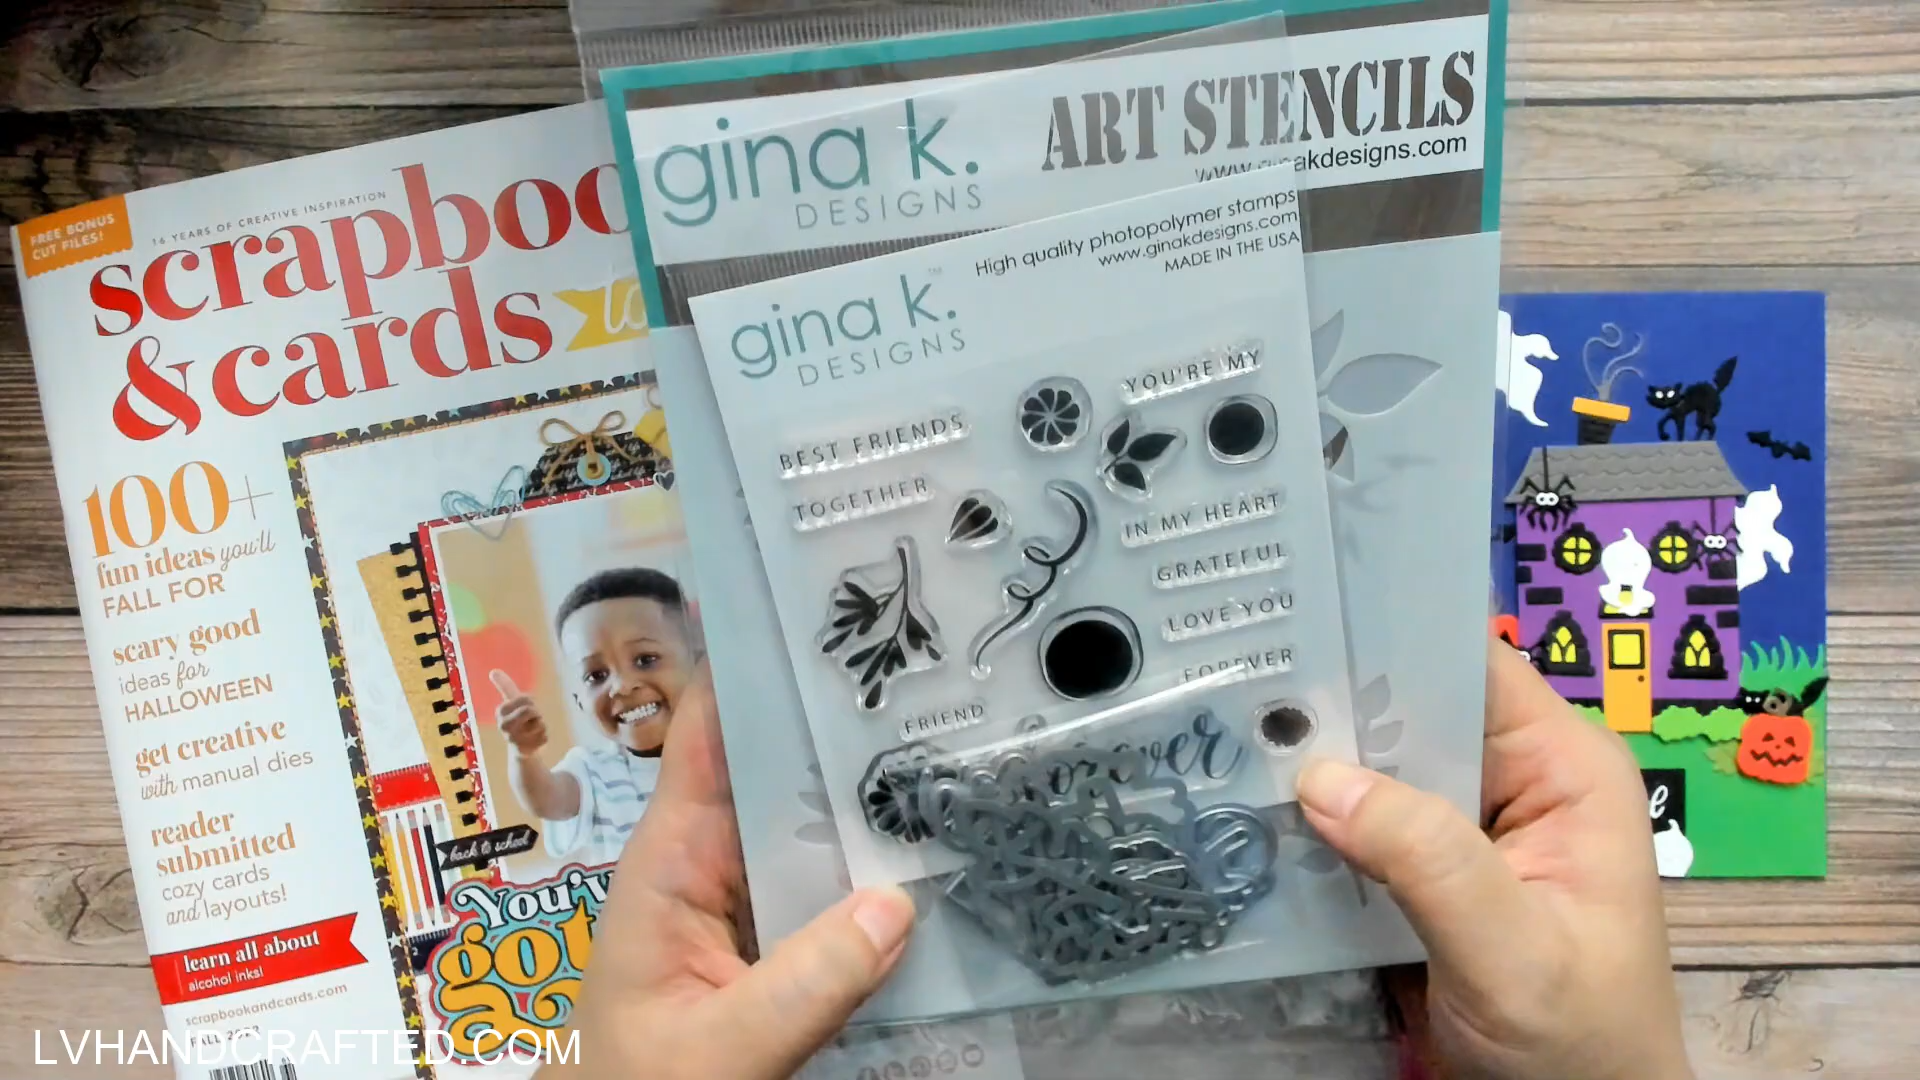 FREE BONUS
CUT FILES!
16 YEARS OF CREATIVE INSPIRATION
scrapboo
& cards
100+
fun ideas you'll
FALL FOR
scary good
ideas for
HALLOWEEN
get creative
with manual dies
reader
submitted
cozy cards
and layouts!
learn all about
alcohol inks!
scrapbookandcards.com
back to school
You'v
got
gina k.
DESIGNS
ART STENCILS
High quality photopolymer stamps
www.ginakdesigns.com
MADE IN THE USA
gina k.
DESIGNS
YOU'RE MY
BEST FRIENDS
TOGETHER
IN MY HEART
GRATEFUL
LOVE YOU
FOREVER
FRIEND
forever
LVHANDCRAFTED.COM